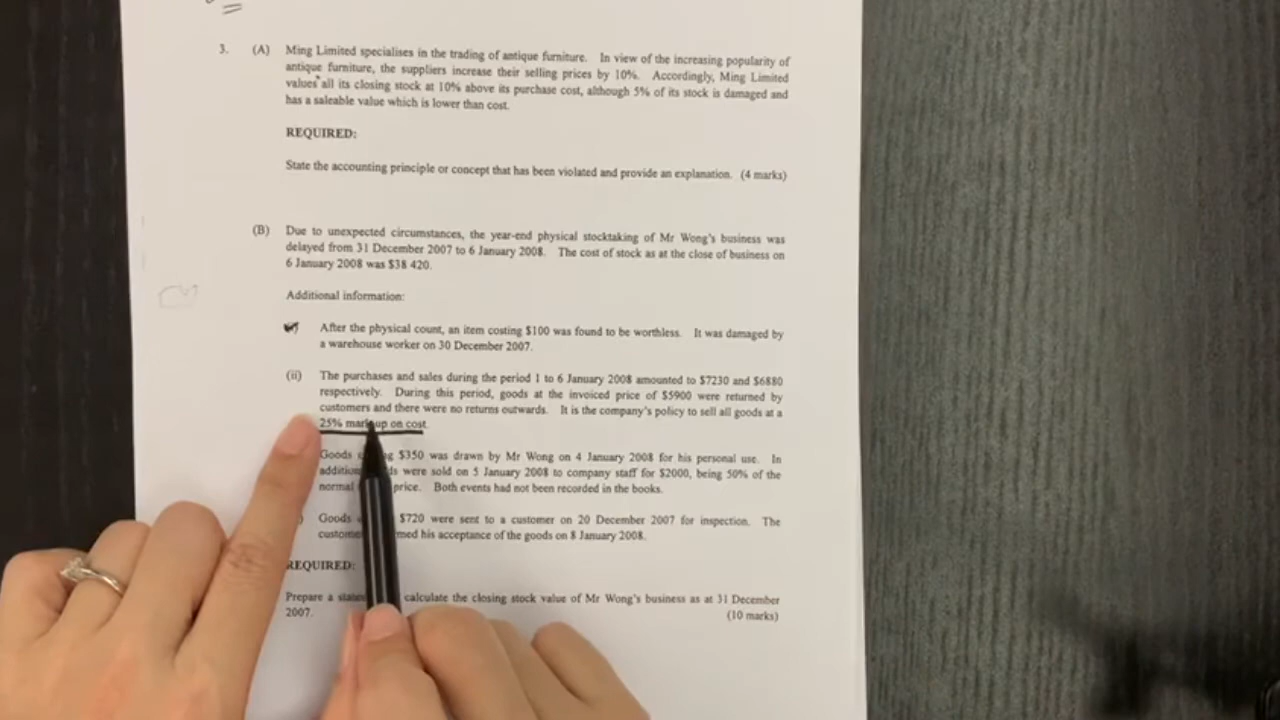 3. (A) Ming Limited specialises in the trading of antique furniture. In view of the increasing popularity of
antique furniture, the suppliers increase their selling prices by 10%. Accordingly, Ming Limited
values all its closing stock at 10% above its purchase cost, although 5% of its stock is damaged and
has a saleable value which is lower than cost.
REQUIRED:
State the accounting principle or concept that has been violated and provide an explanation. (4 marks)
(B) Due to unexpected circumstances, the year-end physical stocktaking of Mr Wong's business was
delayed from 31 December 2007 to 6 January 2008. The cost of stock as at the close of business on
6 January 2008 was $38 420.
Additional information:
After the physical count, an item costing $100 was found to be worthless. It was damaged by
a warehouse worker on 30 December 2007.
(ii) The purchases and sales during the period 1 to 6 January 2008 amounted to $7230 and $6880
respectively. During this period, goods at the invoiced price of $5900 were returned by
customers and there were no returns outwards. It is the company's policy to sell all goods at a
25% mark up on cost.
Goods $350 was drawn by Mr Wong on 4 January 2008 for his personal use. In
addition were sold on 5 January 2008 to company staff for $2000, being 50% of the
normal price. Both events had not been recorded in the books.
Goods $720 were sent to a customer on 20 December 2007 for inspection. The
his acceptance of the goods on 8 January 2008.
REQUIRED:
Prepare a calculate the closing stock value of Mr Wong's business as at 31 December
2007. (10 marks)